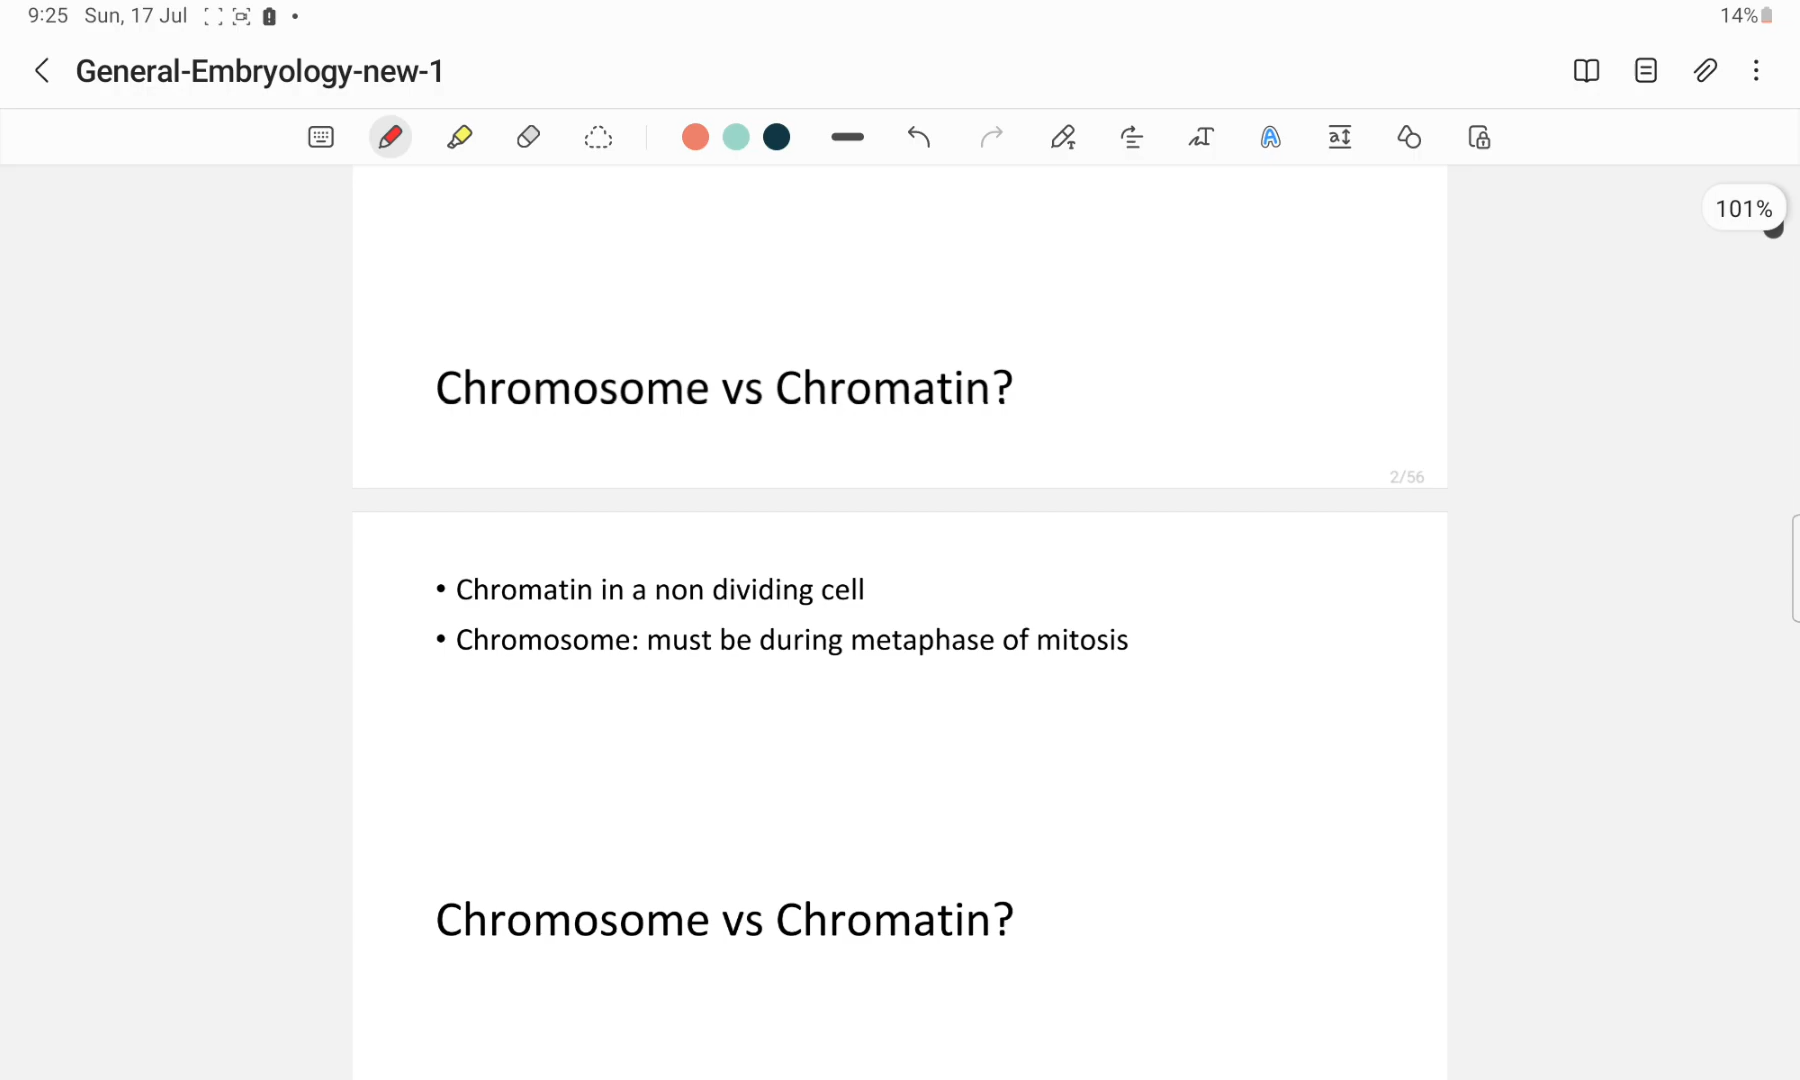 9:25 Sun, 17 Jul
14%
General-Embryology-new-1
101%
Chromosome vs Chromatin?
2/56
• Chromatin in a non dividing cell
• Chromosome: must be during metaphase of mitosis
Chromosome vs Chromatin?